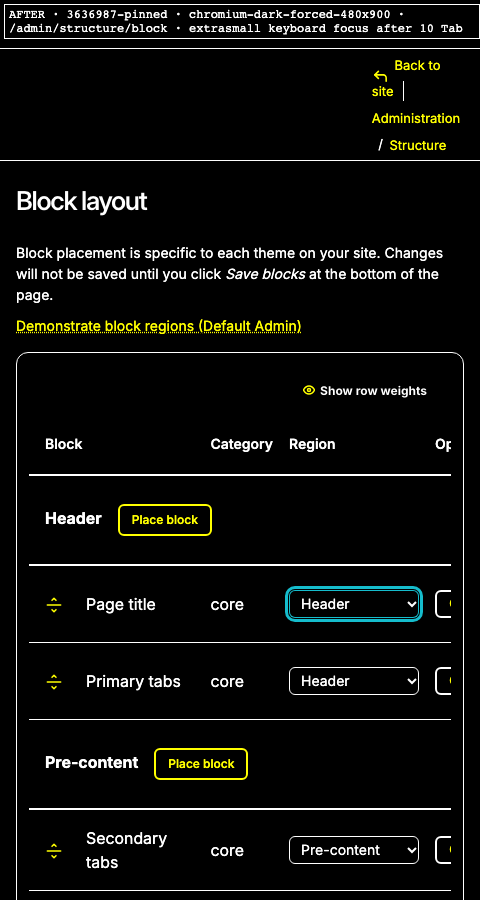 AFTER · 3636987-pinned · chromium-dark-forced-480x900 ·
/admin/structure/block · extrasmall keyboard focus after 10 Tab
Back to
site
Administration
/ Structure
Block layout
Block placement is specific to each theme on your site. Changes
will not be saved until you click Save blocks at the bottom of the
page.
Demonstrate block regions (Default Admin)
Show row weights
Block Category Region Op
Header Place block
Page title core Header
Primary tabs core Header
Pre-content Place block
Secondary
tabs core Pre-content